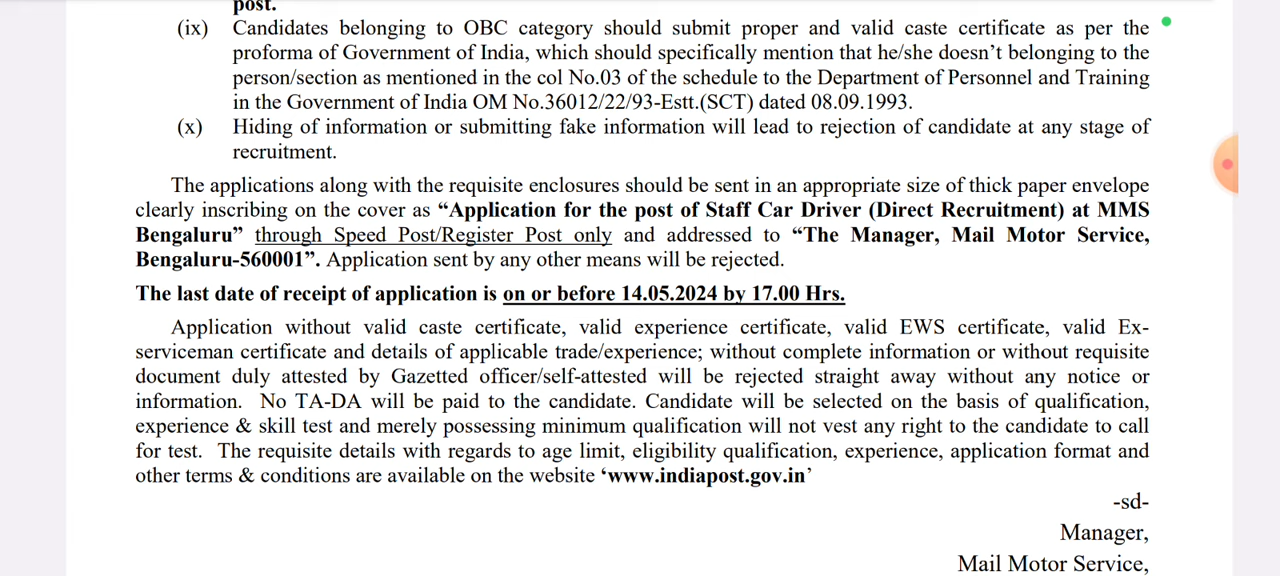 post.
(ix) Candidates belonging to OBC category should submit proper and valid caste certificate as per the
proforma of Government of India, which should specifically mention that he/she doesn’t belonging to the
person/section as mentioned in the col No.03 of the schedule to the Department of Personnel and Training
in the Government of India OM No.36012/22/93-Estt.(SCT) dated 08.09.1993.
(x) Hiding of information or submitting fake information will lead to rejection of candidate at any stage of
recruitment.
The applications along with the requisite enclosures should be sent in an appropriate size of thick paper envelope
clearly inscribing on the cover as “Application for the post of Staff Car Driver (Direct Recruitment) at MMS
Bengaluru” through Speed Post/Register Post only and addressed to “The Manager, Mail Motor Service,
Bengaluru-560001”. Application sent by any other means will be rejected.
The last date of receipt of application is on or before 14.05.2024 by 17.00 Hrs.
Application without valid caste certificate, valid experience certificate, valid EWS certificate, valid Ex-
serviceman certificate and details of applicable trade/experience; without complete information or without requisite
document duly attested by Gazetted officer/self-attested will be rejected straight away without any notice or
information. No TA-DA will be paid to the candidate. Candidate will be selected on the basis of qualification,
experience & skill test and merely possessing minimum qualification will not vest any right to the candidate to call
for test. The requisite details with regards to age limit, eligibility qualification, experience, application format and
other terms & conditions are available on the website ‘www.indiapost.gov.in’
-sd-
Manager,
Mail Motor Service,